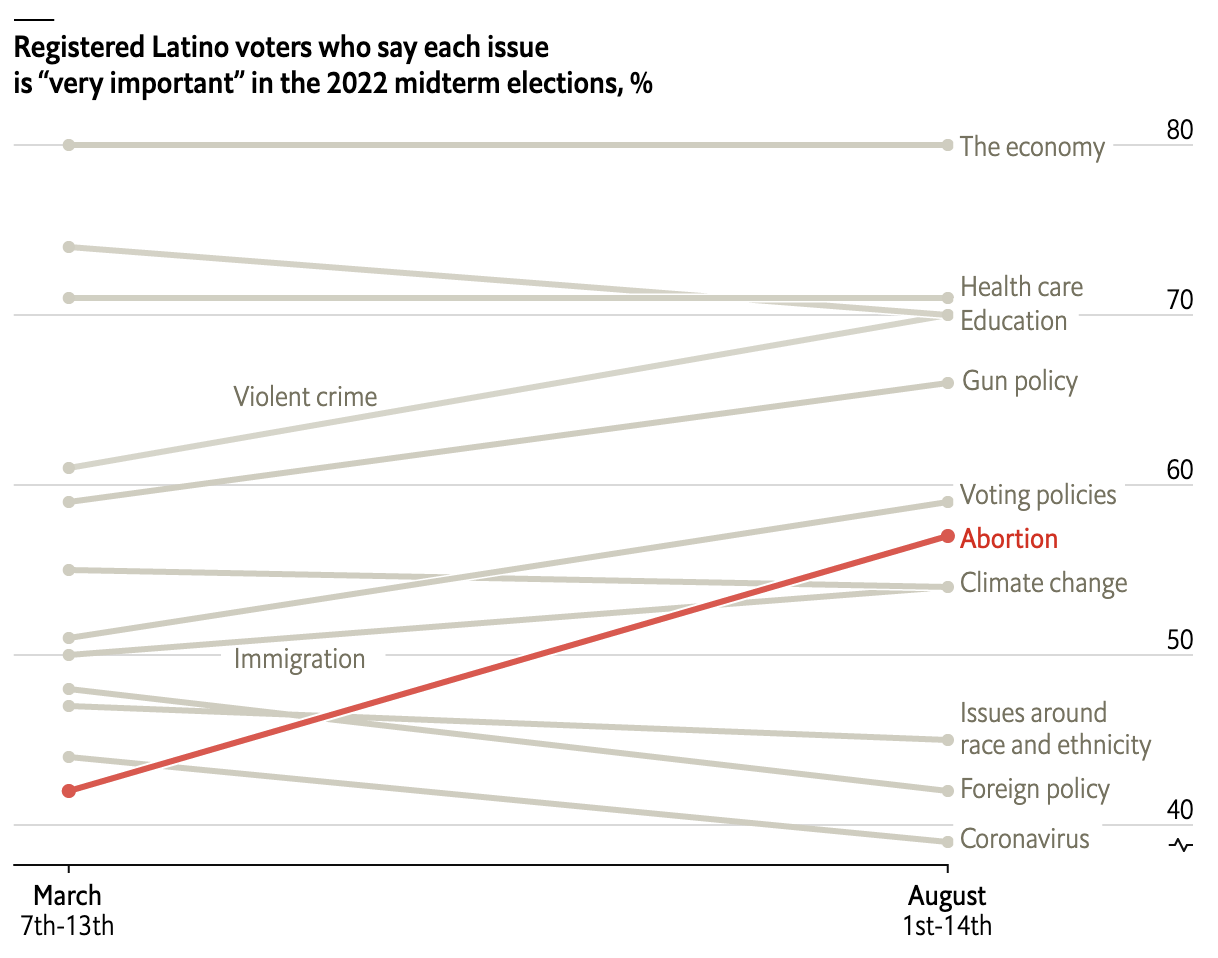 Registered Latino voters who say each issue
is “very important” in the 2022 midterm elections, %
80
The economy
Health care
70
Education
Gun policy
Violent crime
60
Voting policies
Abortion
Climate change
50
Immigration
Issues around
race and ethnicity
Foreign policy
40
Coronavirus
March
7th-13th
August
1st-14th